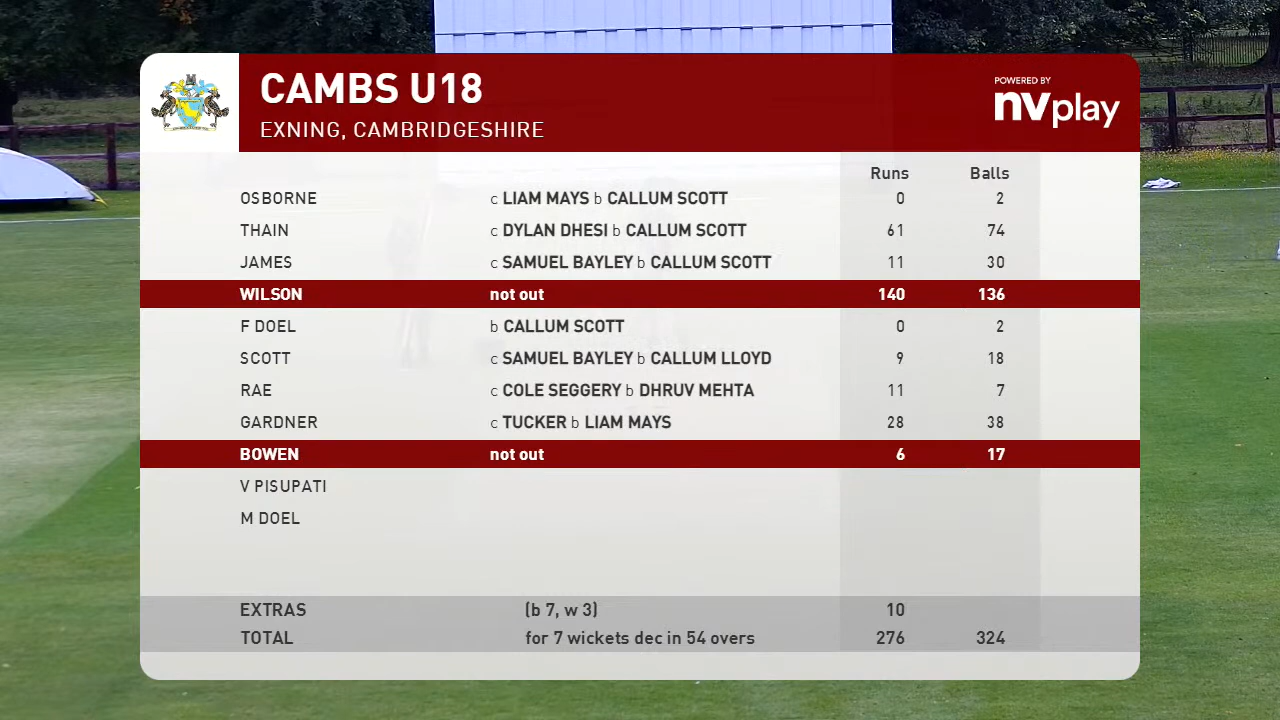 CAMBS U18
EXNING, CAMBRIDGESHIRE
POWERED BY
nvplay
Runs Balls
OSBORNE c LIAM MAYS b CALLUM SCOTT 0 2
THAIN c DYLAN DHESI b CALLUM SCOTT 61 74
JAMES c SAMUEL BAYLEY b CALLUM SCOTT 11 30
WILSON not out 140 136
F DOEL b CALLUM SCOTT 0 2
SCOTT c SAMUEL BAYLEY b CALLUM LLOYD 9 18
RAE c COLE SEGGERY b DHRUV MEHTA 11 7
GARDNER c TUCKER b LIAM MAYS 28 38
BOWEN not out 6 17
V PISUPATI
M DOEL
EXTRAS (b 7, w 3) 10
TOTAL for 7 wickets dec in 54 overs 276 324